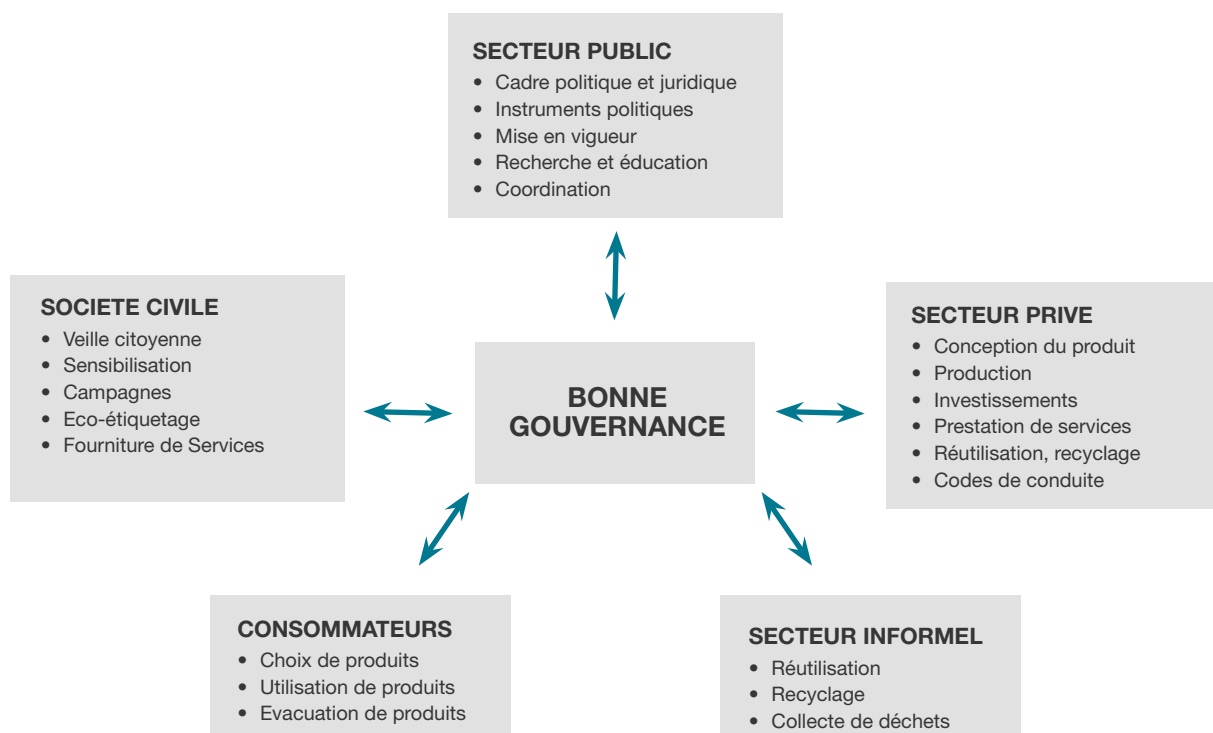 SECTEUR PUBLIC
• Cadre politique et juridique
• Instruments politiques
• Mise en vigueur
• Recherche et éducation
• Coordination
SOCIETE CIVILE
• Veille citoyenne
• Sensibilisation
• Campagnes
• Eco-étiquetage
• Fourniture de Services
BONNE
GOUVERNANCE
SECTEUR PRIVE
• Conception du produit
• Production
• Investissements
• Prestation de services
• Réutilisation, recyclage
• Codes de conduite
CONSOMMATEURS
• Choix de produits
• Utilisation de produits
• Evacuation de produits
SECTEUR INFORMEL
• Réutilisation
• Recyclage
• Collecte de déchets